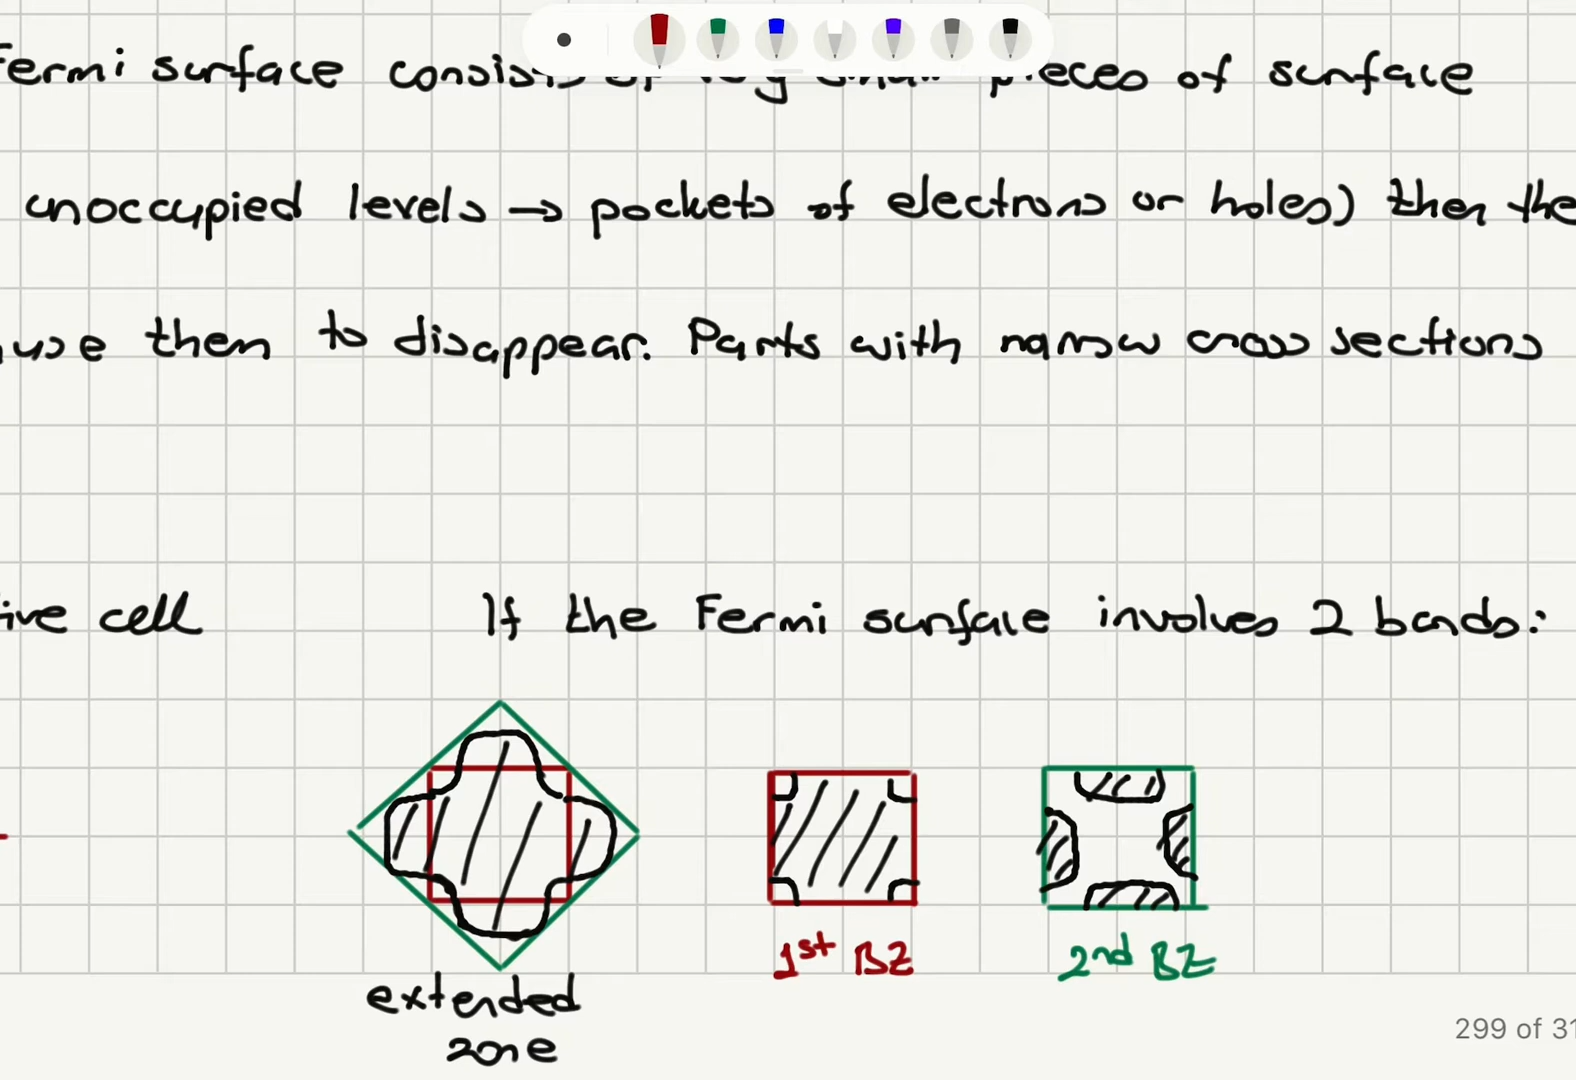 Fermi surface consists of             pieces of surface
unoccupied levels → pockets of electrons or holes) then the
use them to disappear. Parts with narrow cross sections
ive cell If the Fermi surface involves 2 bands:
1st BZ 2nd BZ
extended
zone
299 of 31